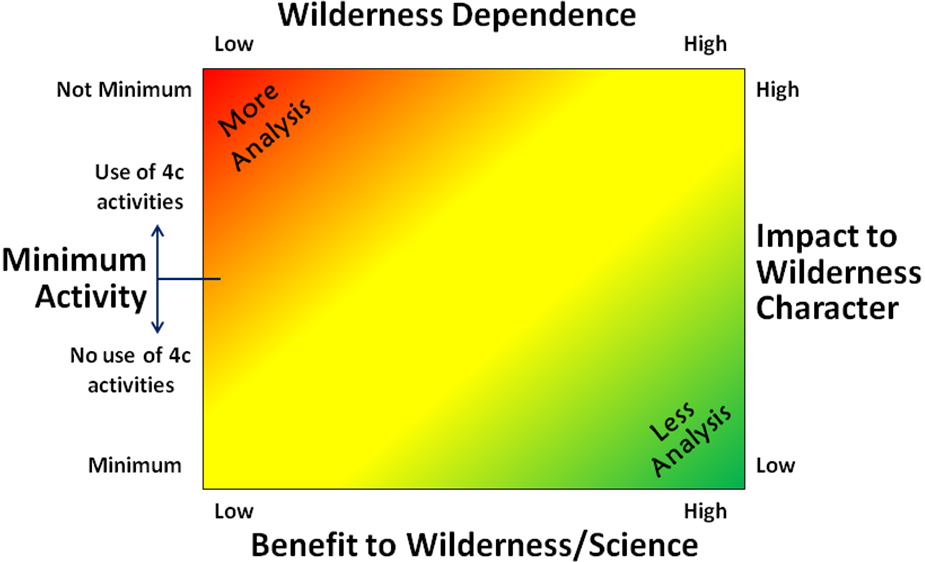 Wilderness Dependence
Low High
Not Minimum
High
More
Analysis
Use of 4c
activities
Minimum
Activity
Impact to
Wilderness
Character
No use of 4c
activities
Less
Analysis
Minimum
Low
Low High
Benefit to Wilderness/Science